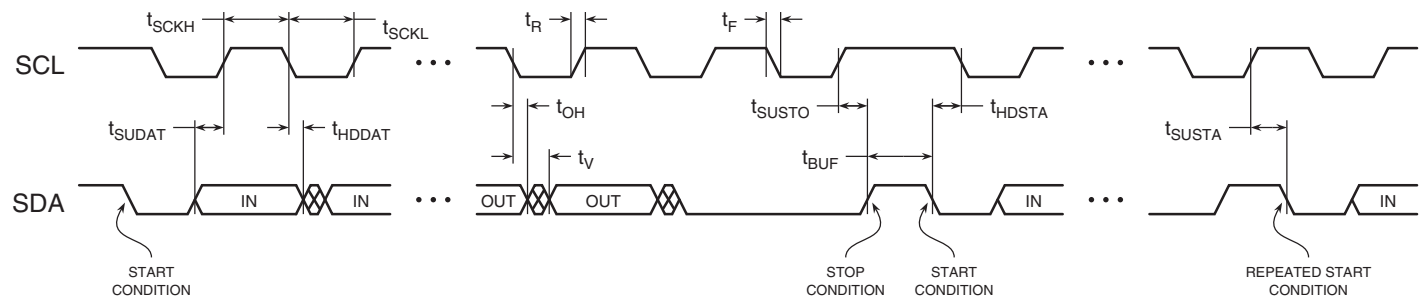 tSCKH
tSCKL
tR
tF
SCL
tSUDAT
tHDDAT
tOH
tV
tSUSTO
tHDSTA
tBUF
tSUSTA
SDA
IN
IN
OUT
OUT
IN
IN
START
CONDITION
STOP
CONDITION
START
CONDITION
REPEATED START
CONDITION